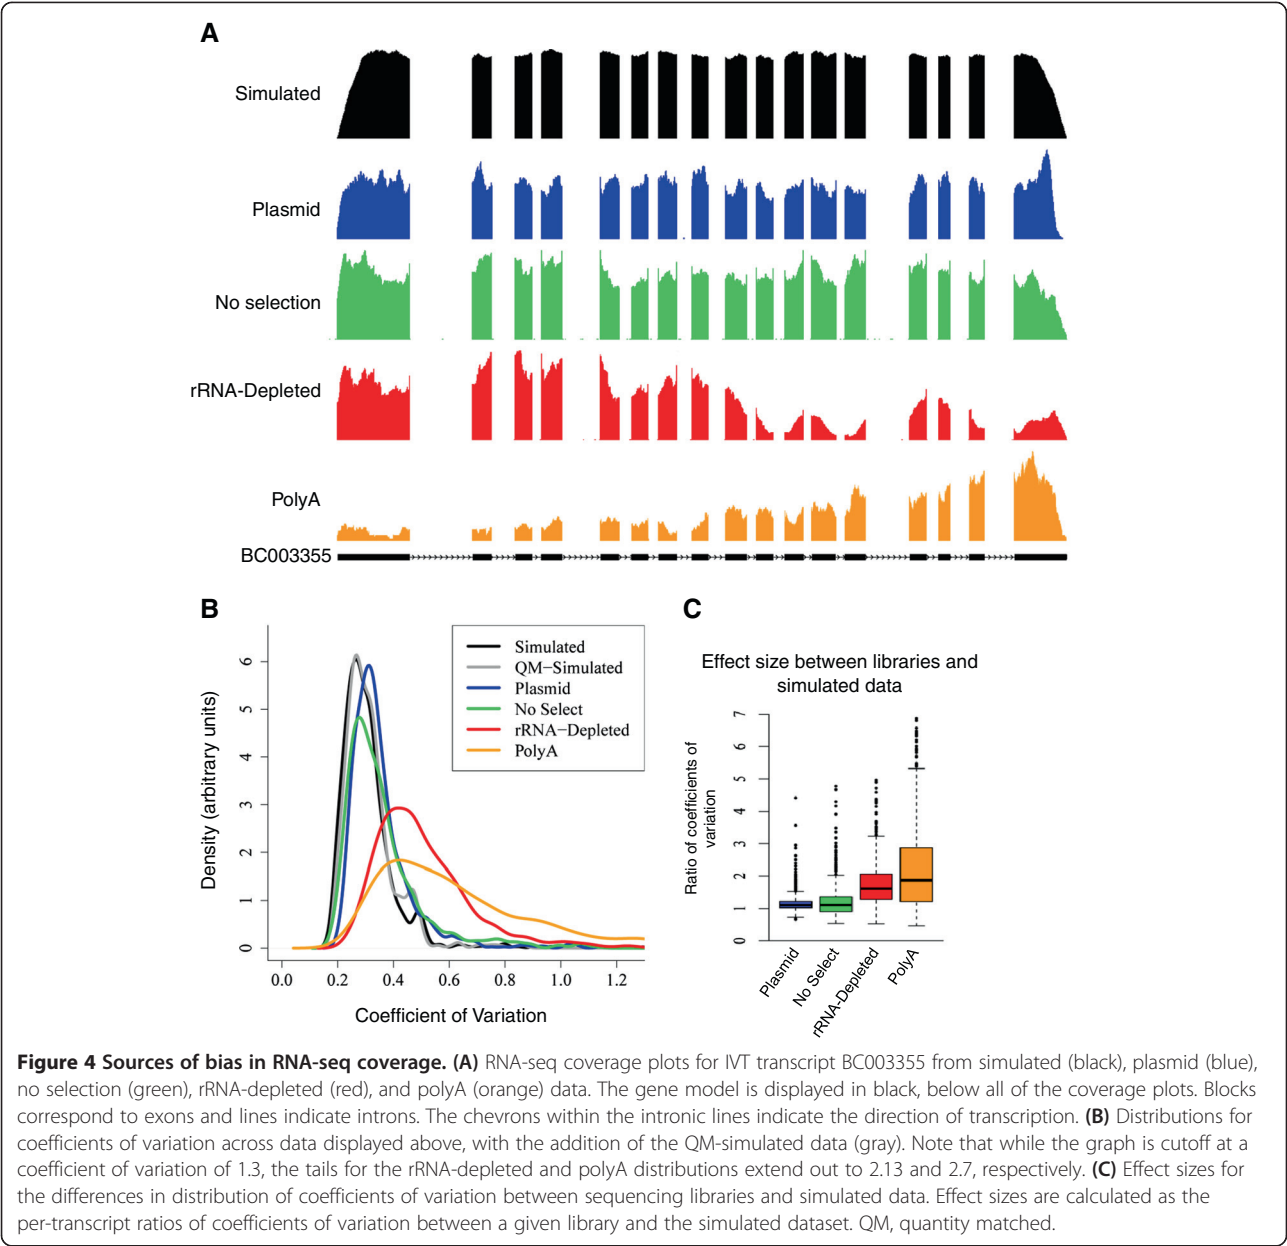 A
Simulated
Plasmid
No selection
rRNA-Depleted
PolyA
BC003355
B
Density (arbitrary units)
6
5
4
3
2
1
0
0.0 0.2 0.4 0.6 0.8 1.0 1.2
Coefficient of Variation
Simulated
QM−Simulated
Plasmid
No Select
rRNA−Depleted
PolyA
C
Effect size between libraries and
simulated data
Ratio of coefficients of
variation
7
6
5
4
3
2
1
0
Plasmid
No Select
rRNA-Depleted
PolyA
Figure 4 Sources of bias in RNA-seq coverage. (A) RNA-seq coverage plots for IVT transcript BC003355 from simulated (black), plasmid (blue),
no selection (green), rRNA-depleted (red), and polyA (orange) data. The gene model is displayed in black, below all of the coverage plots. Blocks
correspond to exons and lines indicate introns. The chevrons within the intronic lines indicate the direction of transcription. (B) Distributions for
coefficients of variation across data displayed above, with the addition of the QM-simulated data (gray). Note that while the graph is cutoff at a
coefficient of variation of 1.3, the tails for the rRNA-depleted and polyA distributions extend out to 2.13 and 2.7, respectively. (C) Effect sizes for
the differences in distribution of coefficients of variation between sequencing libraries and simulated data. Effect sizes are calculated as the
per-transcript ratios of coefficients of variation between a given library and the simulated dataset. QM, quantity matched.